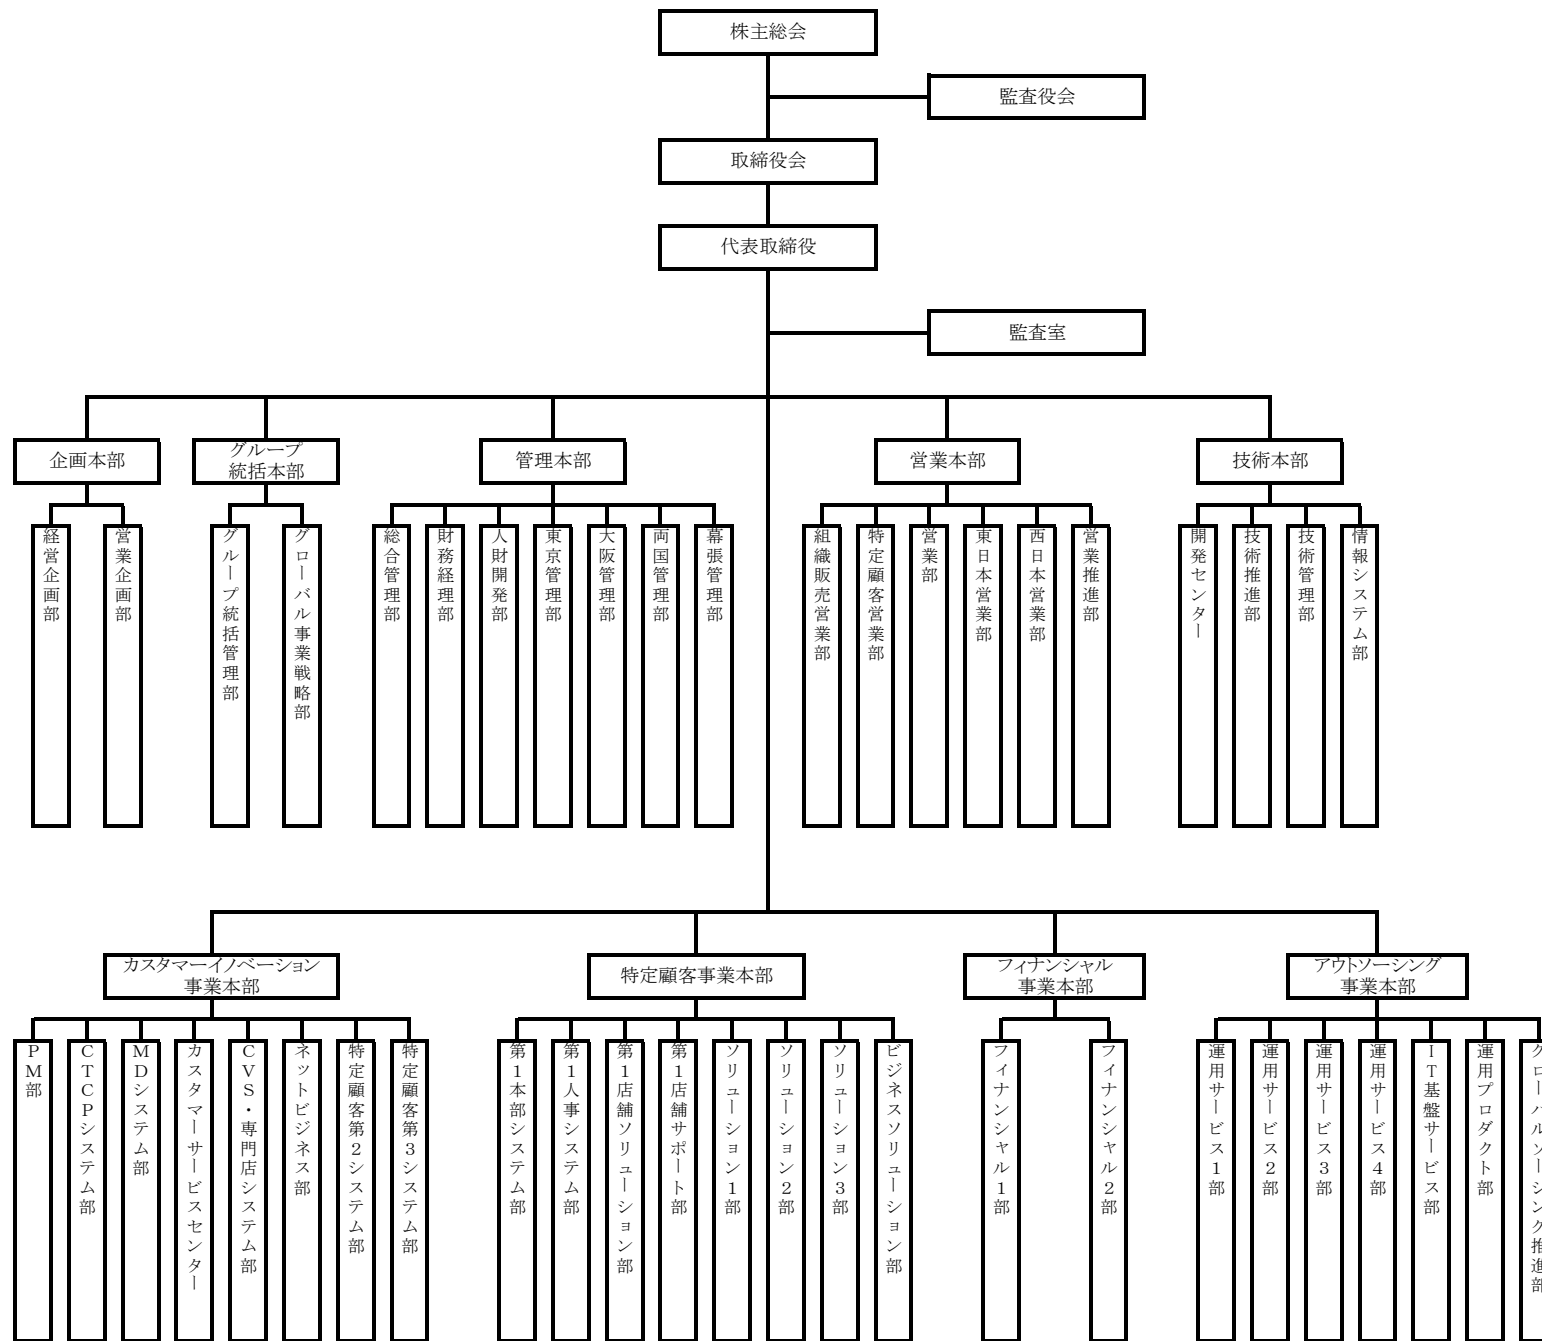 株主総会
監査役会
取締役会
代表取締役
監査室
企画本部
グループ
統括本部
管理本部
営業本部
技術本部
経営企画部
営業企画部
グループ統括管理部
グローバル事業戦略部
総合管理部
財務経理部
人財開発部
東京管理部
大阪管理部
両国管理部
幕張管理部
組織販売営業部
特定顧客営業部
営業部
東日本営業部
西日本営業部
営業推進部
開発センター
技術推進部
技術管理部
情報システム部
カスタマーイノベーション
事業本部
特定顧客事業本部
フィナンシャル
事業本部
アウトソーシング
事業本部
PM部
CTCPシステム部
MDシステム部
カスタマーサービスセンター
CVS・専門店システム部
ネットビジネス部
特定顧客第2システム部
特定顧客第3システム部
第1本部システム部
第1人事システム部
第1店舗ソリューション部
第1店舗サポート部
ソリューション1部
ソリューション2部
ソリューション3部
ビジネスソリューション部
フィナンシャル1部
フィナンシャル2部
運用サービス1部
運用サービス2部
運用サービス3部
運用サービス4部
IT基盤サービス部
運用プロダクト部
グローバルソーシング推進部